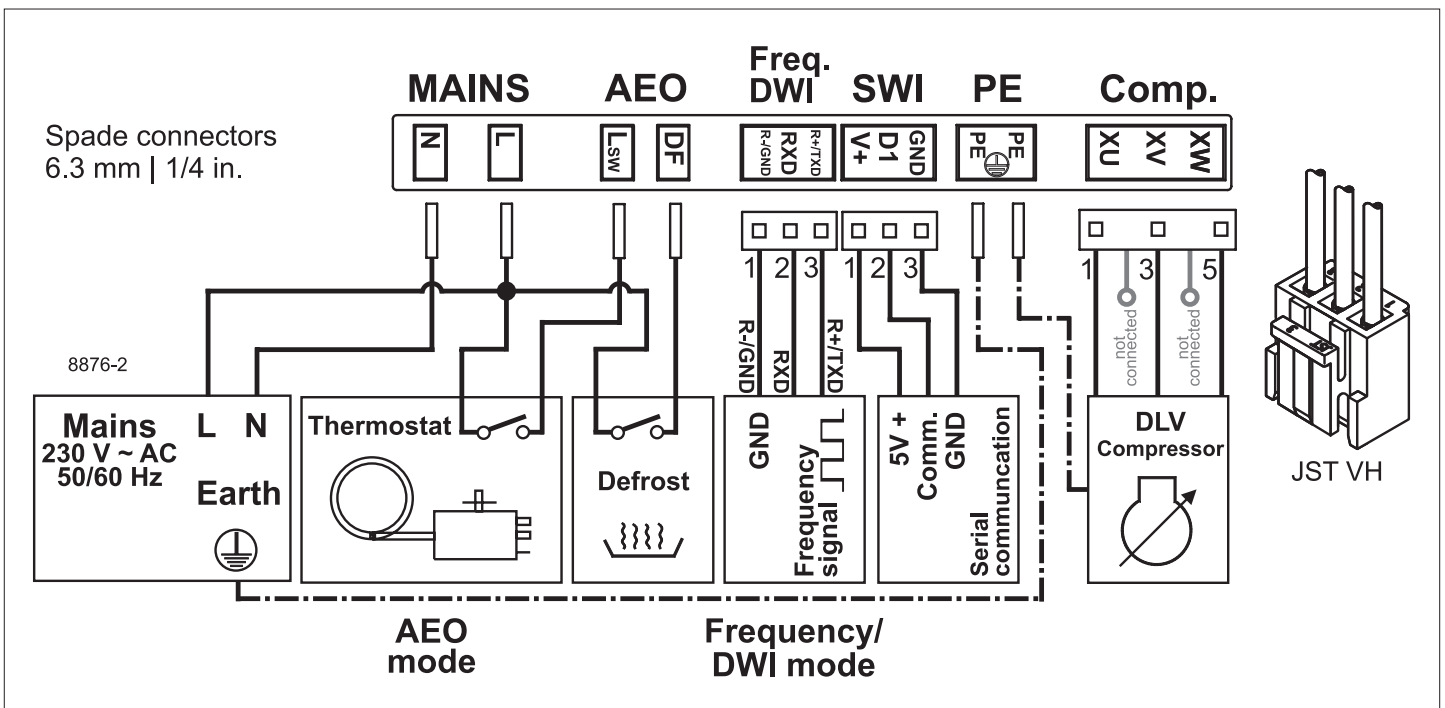 Freq.
MAINS AEO DWI SWI PE Comp.
Spade connectors
6.3 mm | 1/4 in.
N L Lsw DF R-/GND RXD R+/TXD V+ D1 GND PE PE XU XV XW
1 2 3 1 2 3 1 3 5
R-/GND RXD R+/TXD
not connected
not connected
8876-2
Mains L N
230 V ~ AC
50/60 Hz
Earth
Thermostat
Defrost
GND
Frequency
signal
5V +
Comm.
GND
Serial
communcation
DLV
Compressor
JST VH
AEO
mode
Frequency/
DWI mode